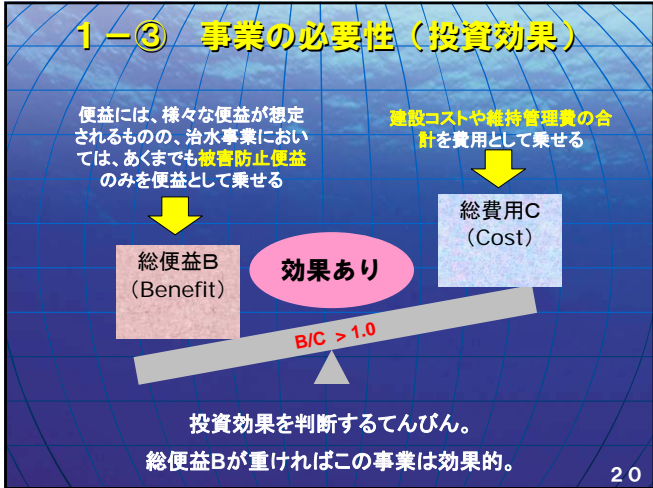 1－③　事業の必要性（投資効果）
便益には、様々な便益が想定
されるものの、治水事業におい
ては、あくまでも被害防止便益
のみを便益として乗せる
建設コストや維持管理費の合
計を費用として乗せる
総便益B
（Benefit）
効果あり
総費用C
（Cost）
B/C ＞1.0
投資効果を判断するてんびん。
総便益Bが重ければこの事業は効果的。
20